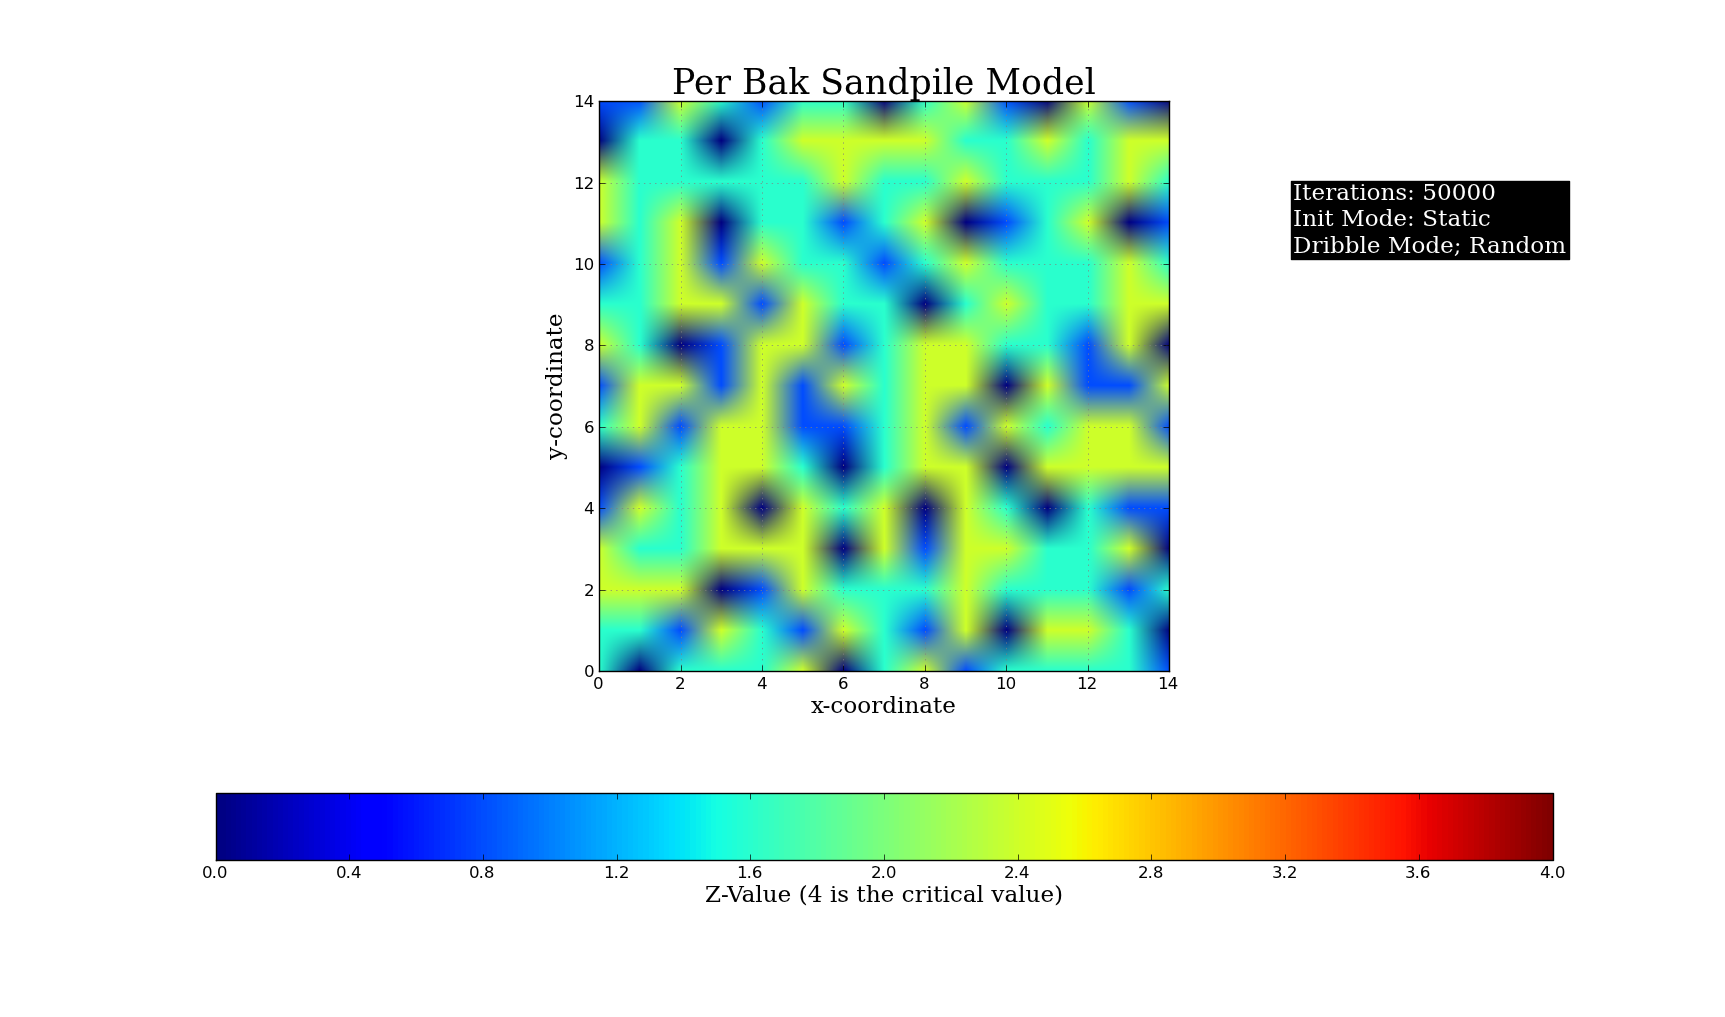 Per Bak Sandpile Model
14
12
10
8
6
4
2
0
y-coordinate
0 2 4 6 8 10 12 14
x-coordinate
Iterations: 50000
Init Mode: Static
Dribble Mode; Random
0.0 0.4 0.8 1.2 1.6 2.0 2.4 2.8 3.2 3.6 4.0
Z-Value (4 is the critical value)